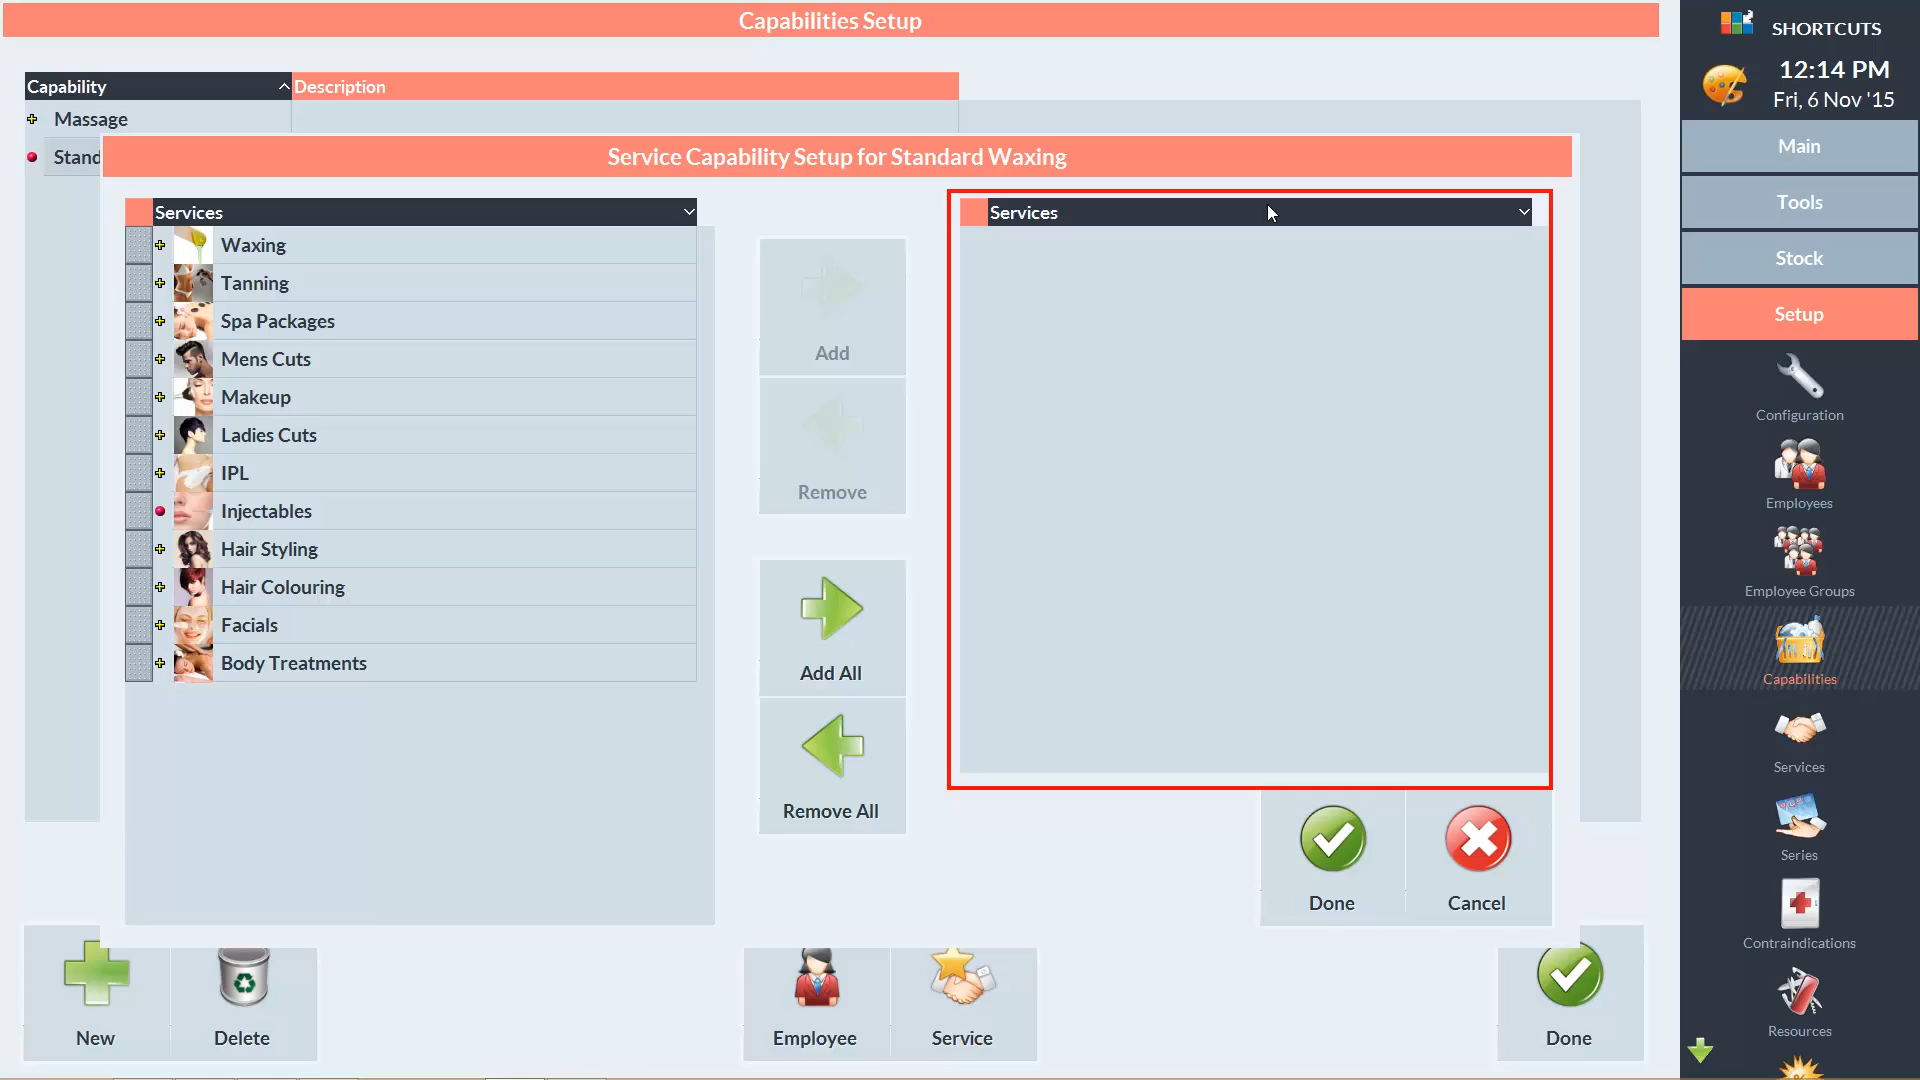 Capabilities Setup
SHORTCUTS
12:14 PM
Fri, 6 Nov '15
Capability
Description
Massage
Stand
Service Capability Setup for Standard Waxing
Services
Waxing
Tanning
Spa Packages
Mens Cuts
Makeup
Ladies Cuts
IPL
Injectables
Hair Styling
Hair Colouring
Facials
Body Treatments
Add
Remove
Add All
Remove All
Services
Done
Cancel
New
Delete
Employee
Service
Done
Main
Tools
Stock
Setup
Configuration
Employees
Employee Groups
Capabilities
Services
Series
Contraindications
Resources